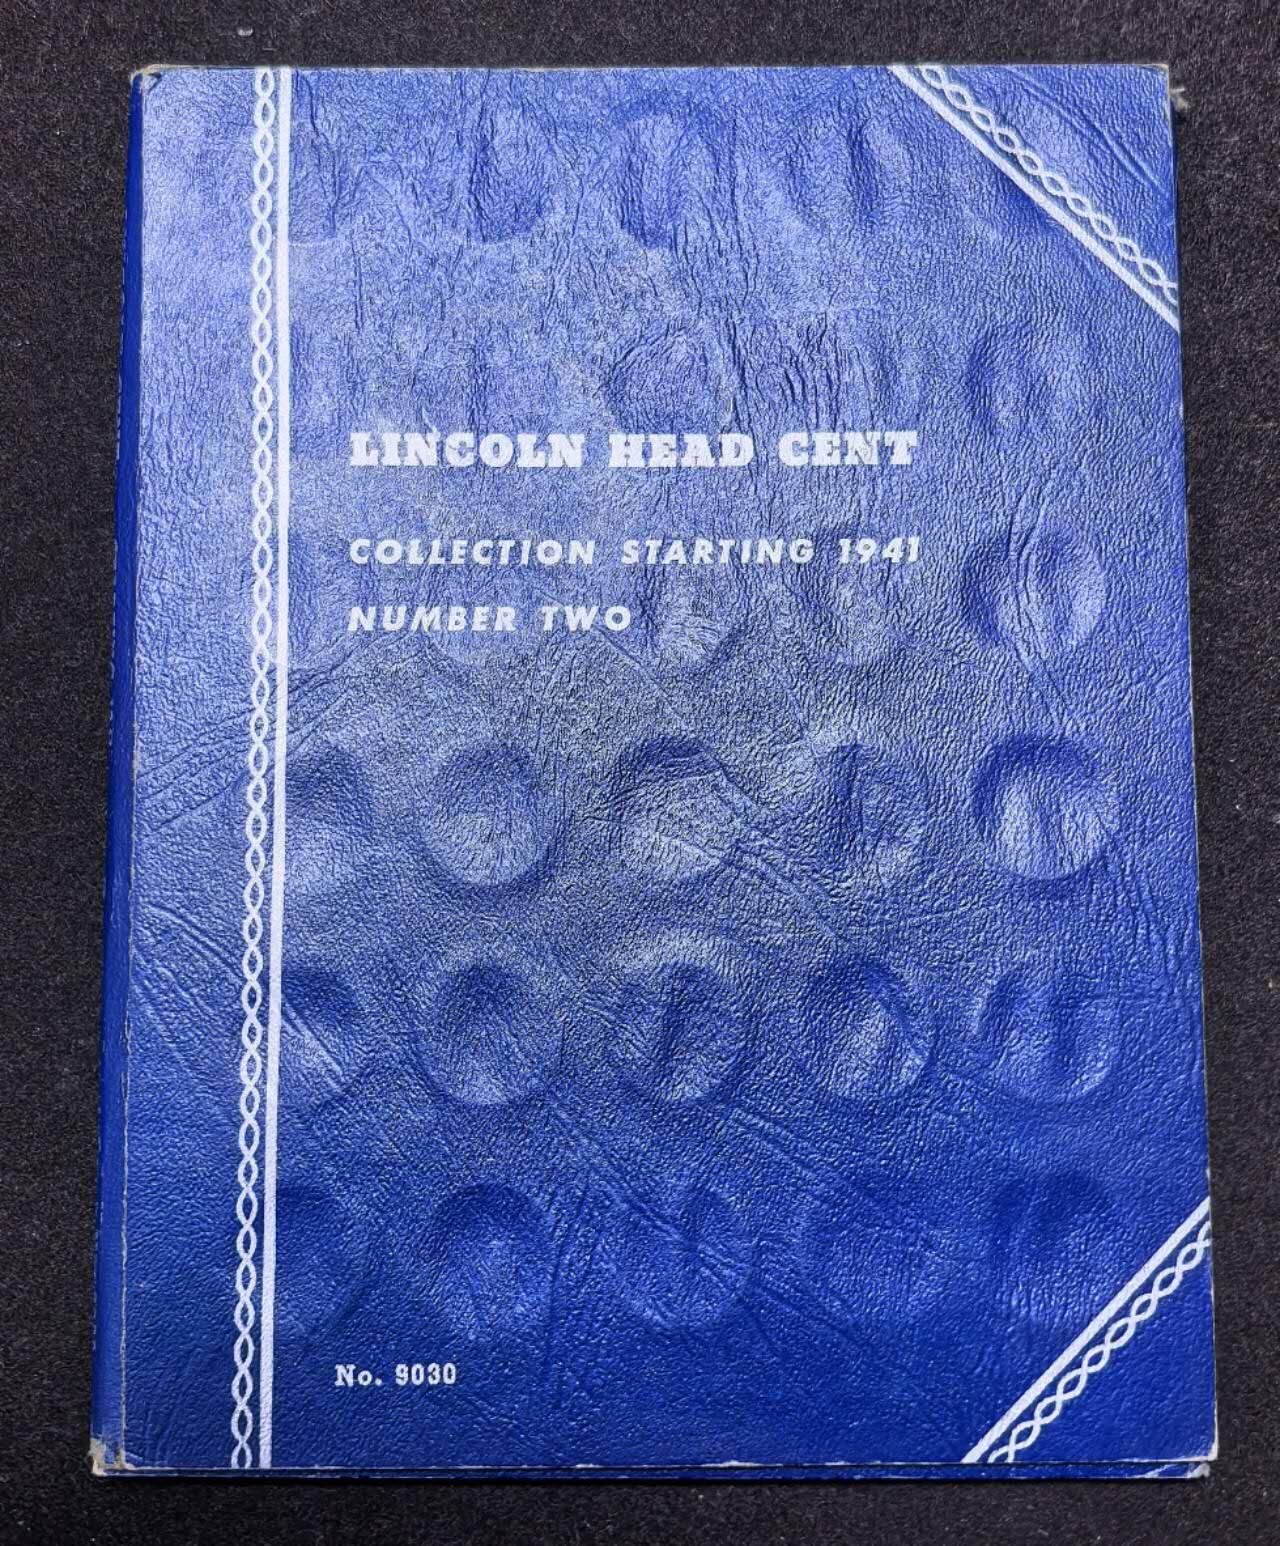 LINCOLN HEAD CENT
COLLECTION STARTING 1941
NUMBER TWO
No. 9030